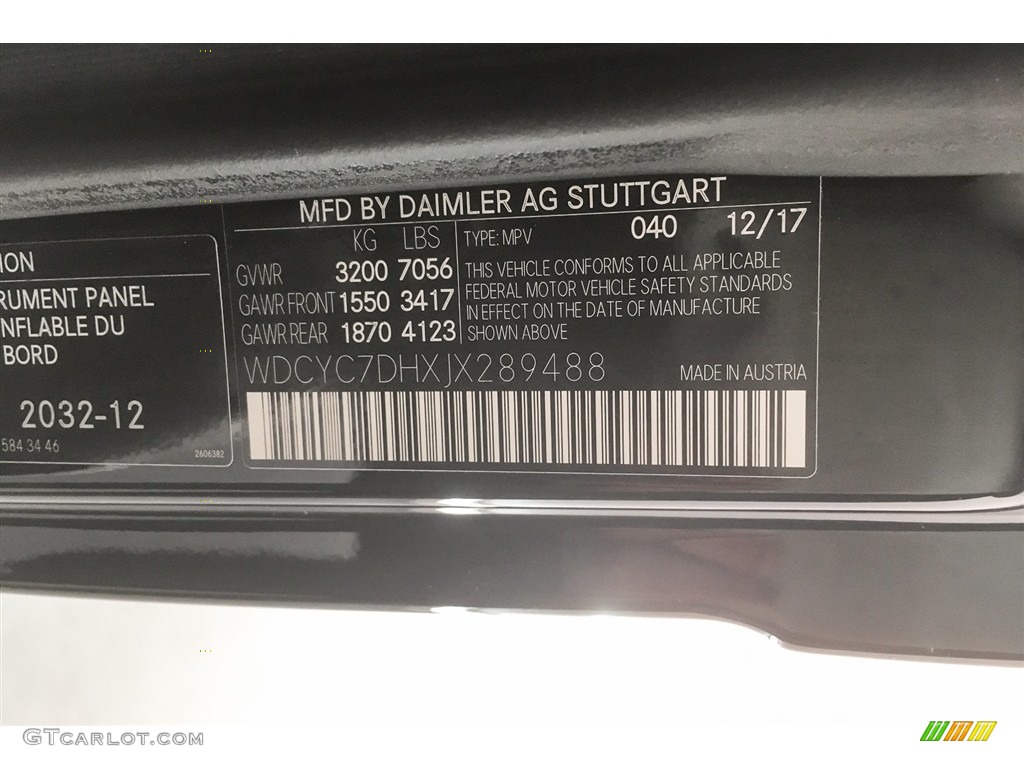 MFD BY DAIMLER AG STUTTGART
KG LBS
GVWR 3200 7056
GAWR FRONT 1550 3417
GAWR REAR 1870 4123
TYPE: MPV 040 12/17
THIS VEHICLE CONFORMS TO ALL APPLICABLE
FEDERAL MOTOR VEHICLE SAFETY STANDARDS
IN EFFECT ON THE DATE OF MANUFACTURE
SHOWN ABOVE
WDCYC7DHXJX289488 MADE IN AUSTRIA
ION
RUMENT PANEL
NFLABLE DU
BORD
2032-12
584 34 46
2606382
GTCARLOT.COM